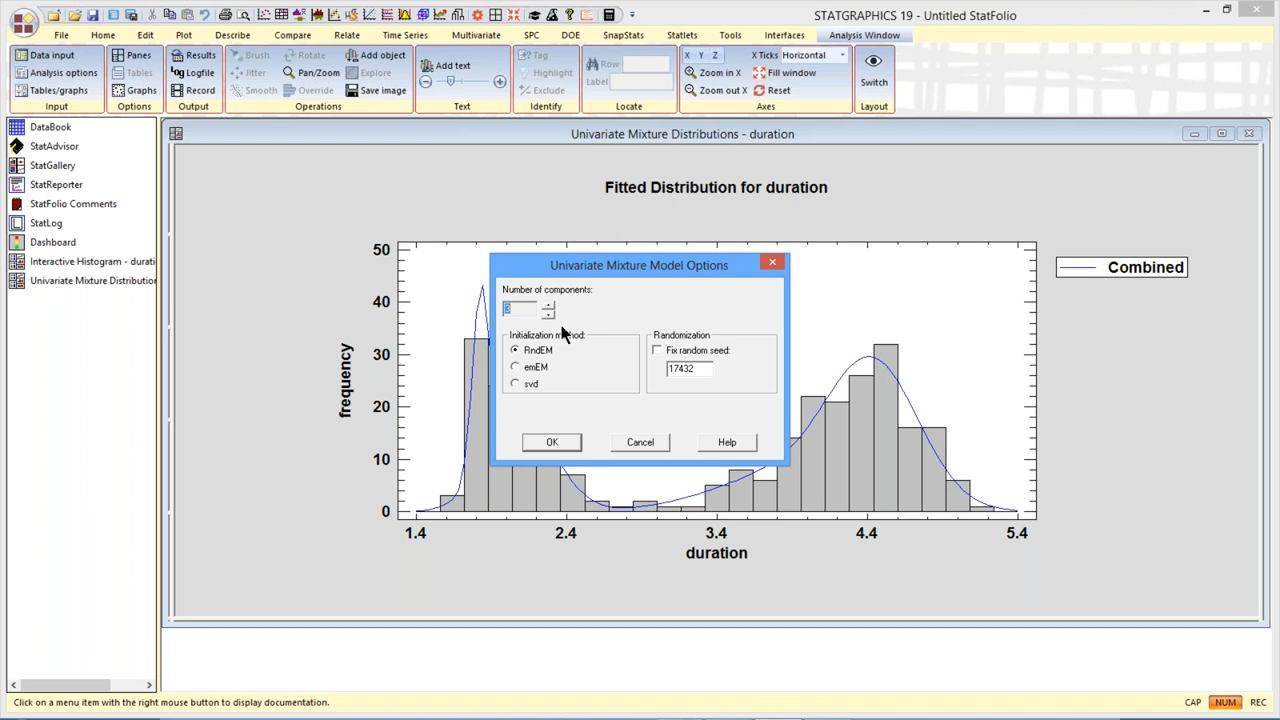 STATGRAPHICS 19 - Untitled StatFolio
File Home Edit Plot Describe Compare Relate Time Series Multivariate SPC DOE SnapStats Statlets Tools Interfaces Analysis Window
Data input Panes Results Brush Rotate Add object Add text Tag Row X Y Z X Ticks Horizontal
Analysis options Tables Logfile Jitter Pan/Zoom Explore Highlight Label Zoom in X Fill window Switch
Tables/graphs Graphs Record Smooth Override Save image Exclude Zoom out X Reset
Input Options Output Operations Text Identify Locate Axes Layout
DataBook
StatAdvisor
StatGallery
StatReporter
StatFolio Comments
StatLog
Dashboard
Interactive Histogram - durati
Univariate Mixture Distribution
Univariate Mixture Distributions - duration
Fitted Distribution for duration
50
40
30
20
10
0
frequency
1.4 2.4 3.4 4.4 5.4
duration
Combined
Univariate Mixture Model Options
Number of components:
3
Initialization method:
RndEM
emEM
svd
Randomization
Fix random seed:
17432
OK Cancel Help
Click on a menu item with the right mouse button to display documentation.
CAP NUM REC